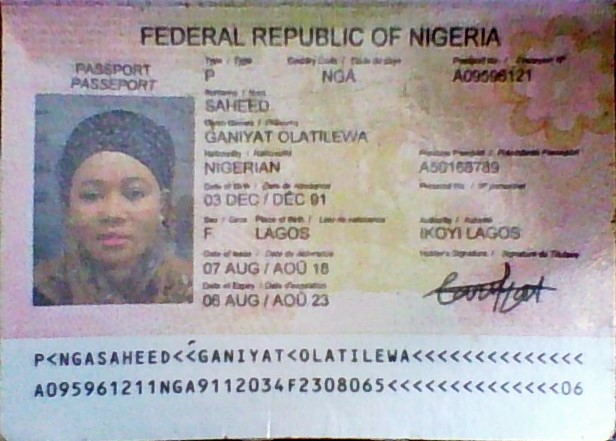 FEDERAL REPUBLIC OF NIGERIA
PASSPORT
PASSEPORT
Type / Type
Country Code / Code du pays
Passport No / Passeport N°
P
NGA
A09596121
Surname / Nom
SAHEED
Given Names / Prénoms
GANIYAT OLATILEWA
Nationality / Nationalité
Previous Passport / Précédente Passeport
NIGERIAN
A50168789
Date of Birth / Date de naissance
Personal No. / N° personnel
03 DEC / DÉC 91
Sex / Sexe Place of Birth / Lieu de naissance
Authority / Autorité
F LAGOS
IKOYI LAGOS
Date of Issue / Date de délivrance
Holder's Signature / Signature du Titulaire
07 AUG / AOÛ 18
Date of Expiry / Date d'expiration
06 AUG / AOÛ 23
P<NGASAHEED<<GANIYAT<OLATILEWA<<<<<<<<<<<<<<
A095961211NGA9112034F2308065<<<<<<<<<<<<<<06